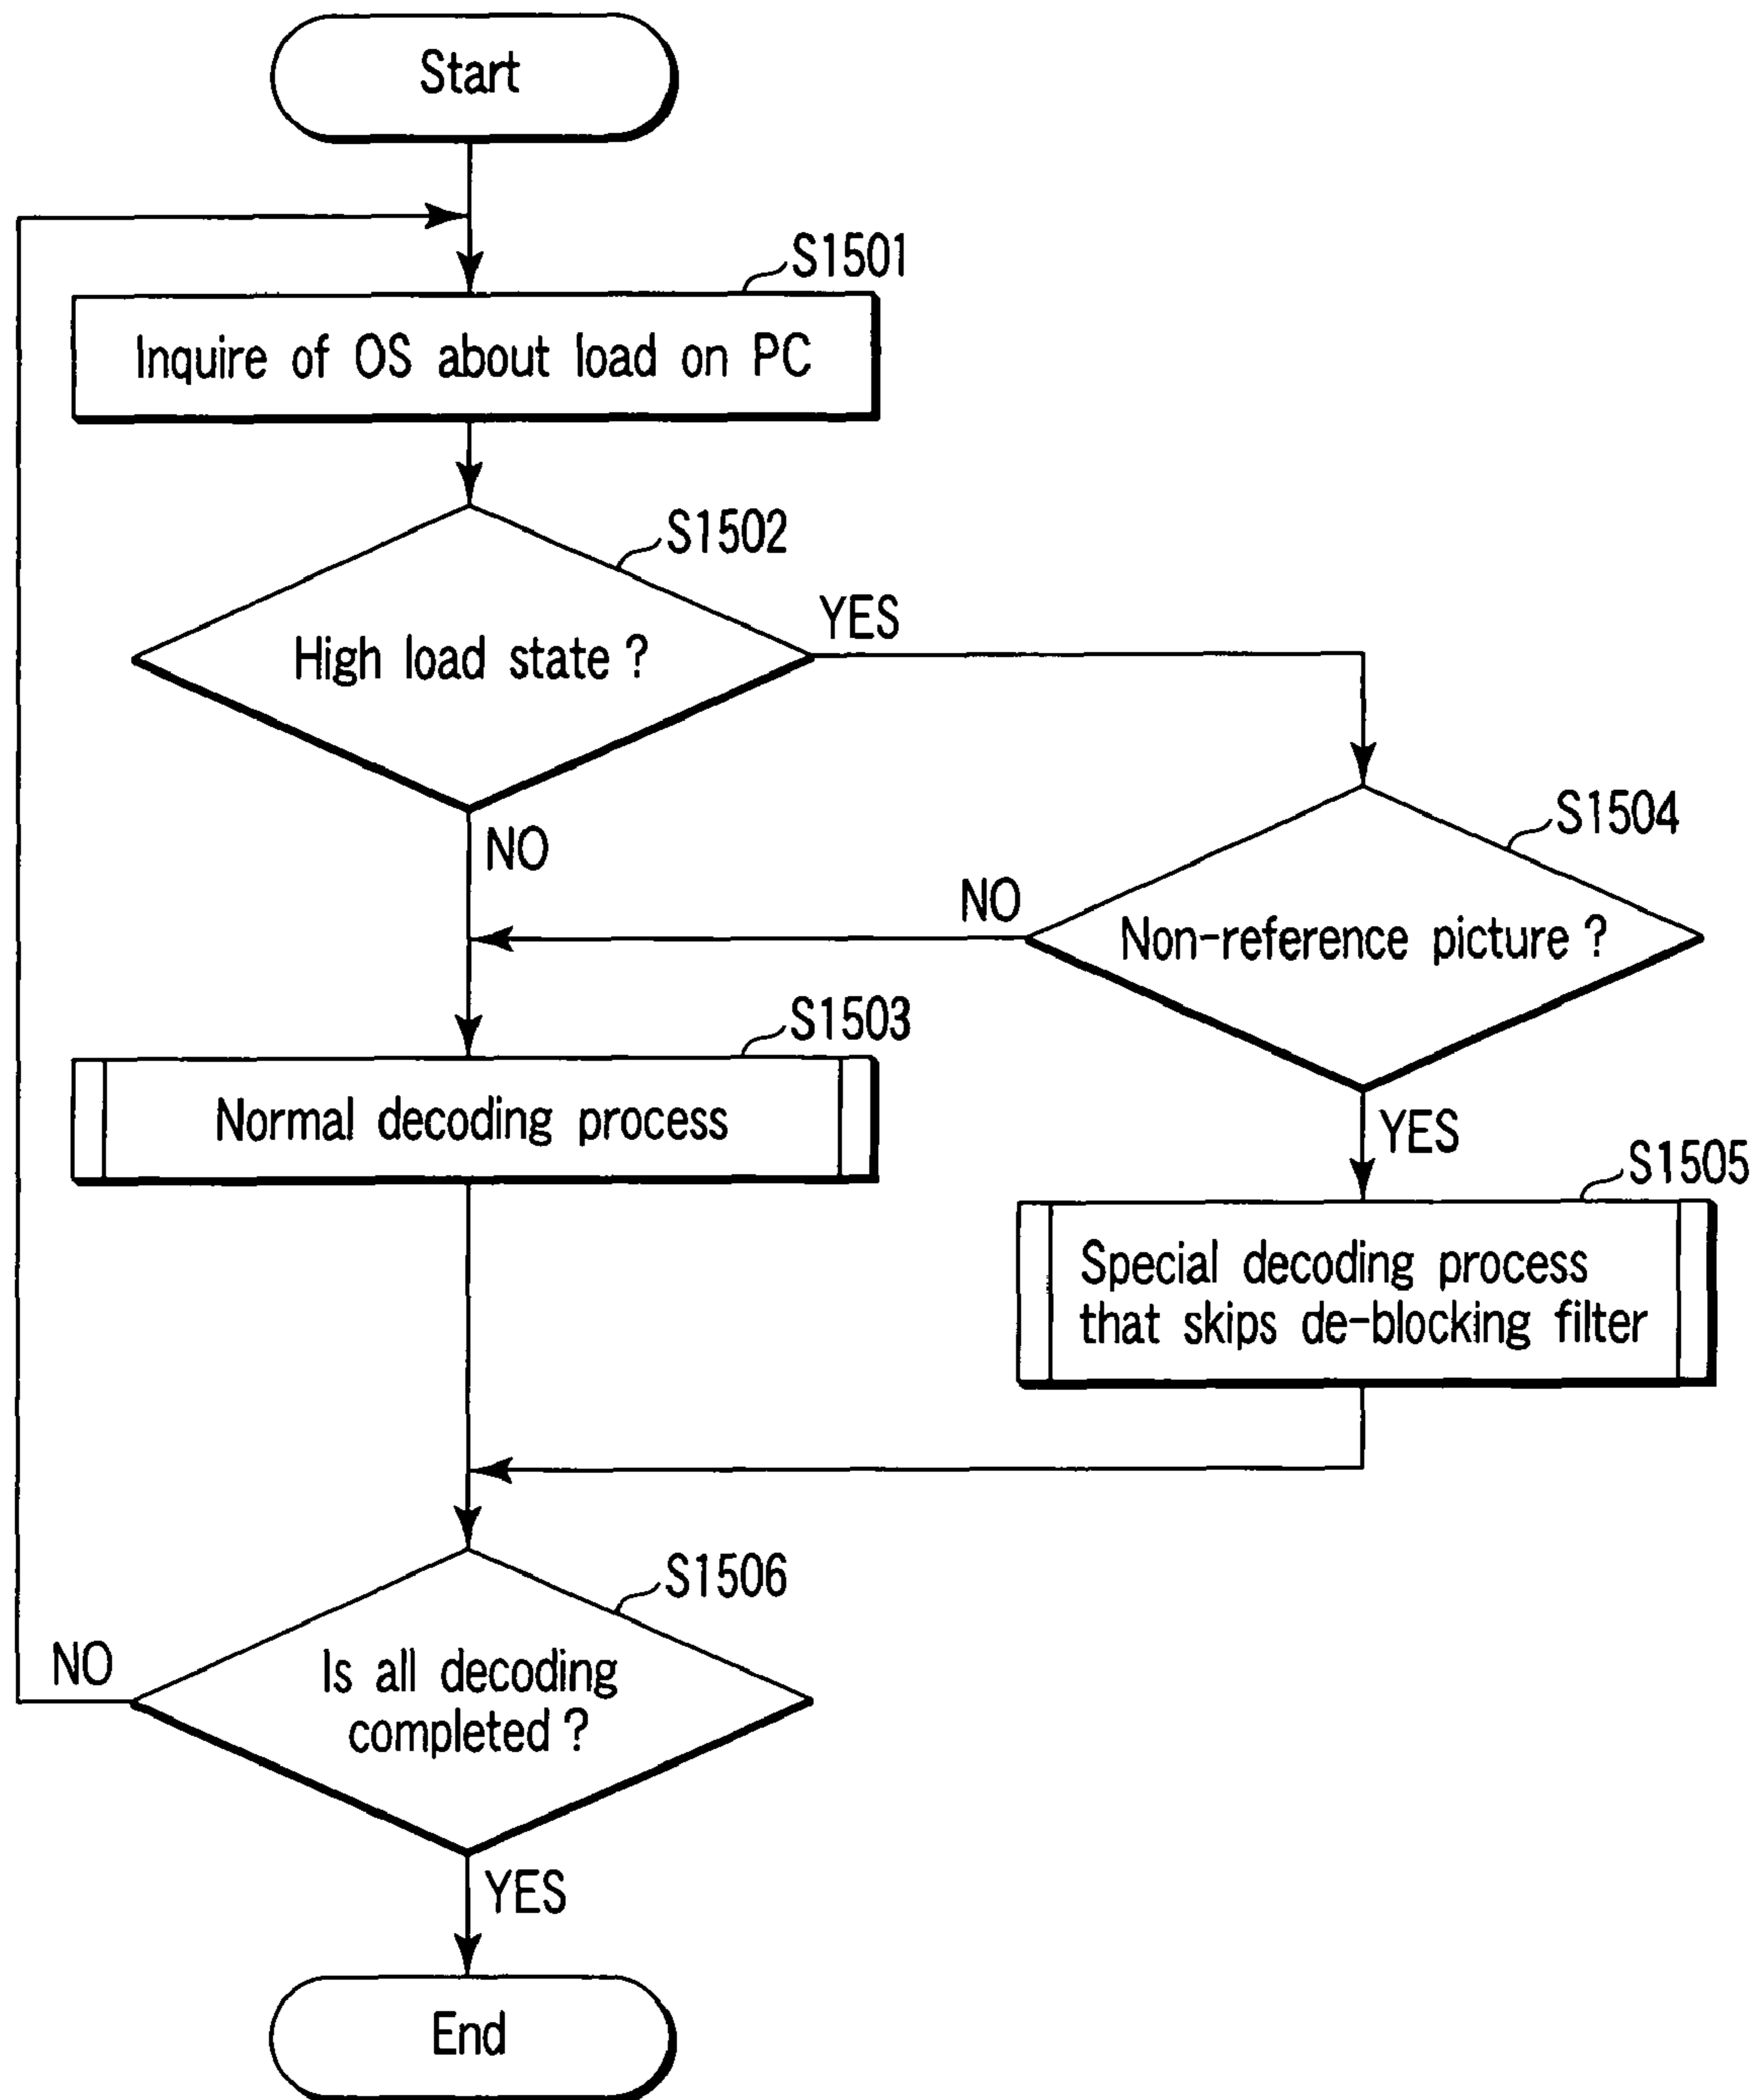 Start
S1501
Inquire of OS about load on PC
S1502
High load state ?
YES
NO
S1504
Non-reference picture ?
NO
YES
S1503
Normal decoding process
S1505
Special decoding process
that skips de-blocking filter
S1506
Is all decoding
completed ?
NO
YES
End